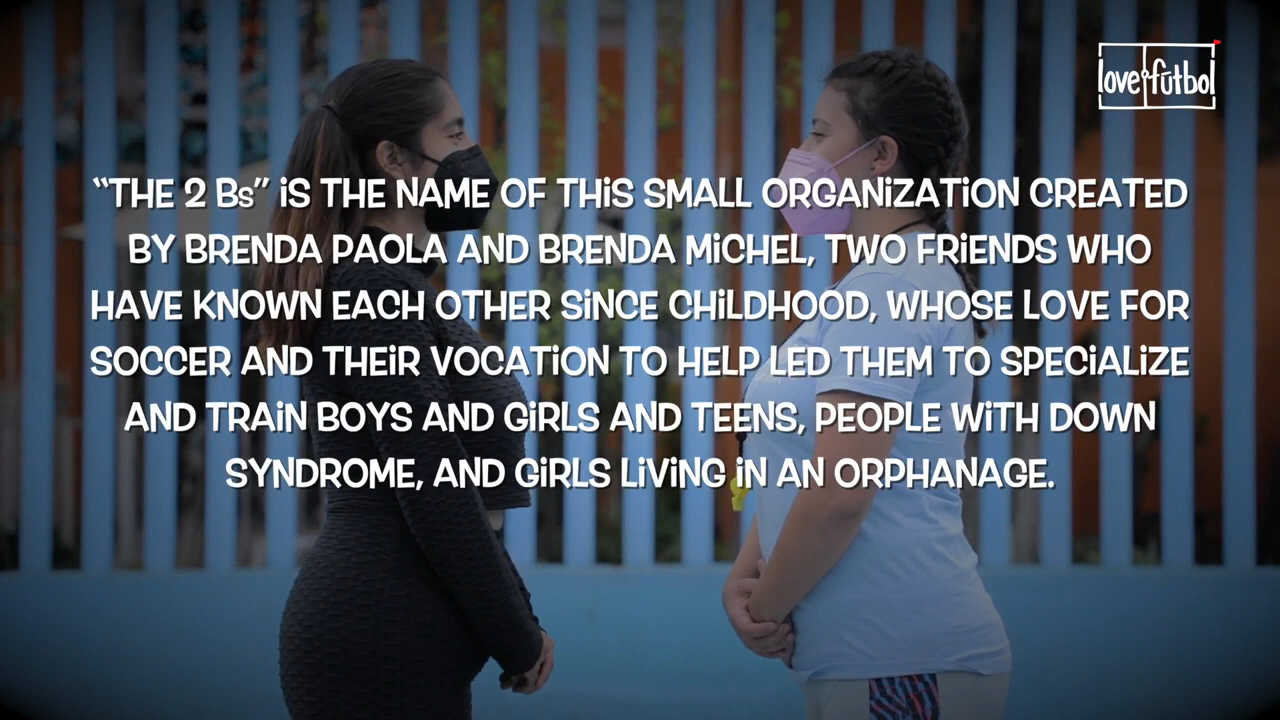 love fútbol
“THE 2 Bs” iS THE NAME OF THiS SMALL ORGANiZATiON CREATED
BY BRENDA PAOLA AND BRENDA MiCHEL, TWO FRiENDS WHO
HAVE KNOWN EACH OTHER SiNCE CHiLDHOOD, WHOSE LOVE FOR
SOCCER AND THEiR VOCATiON TO HELP LED THEM TO SPECiALiZE
AND TRAiN BOYS AND GiRLS AND TEENS, PEOPLE WiTH DOWN
SYNDROME, AND GiRLS LiViNG iN AN ORPHANAGE.